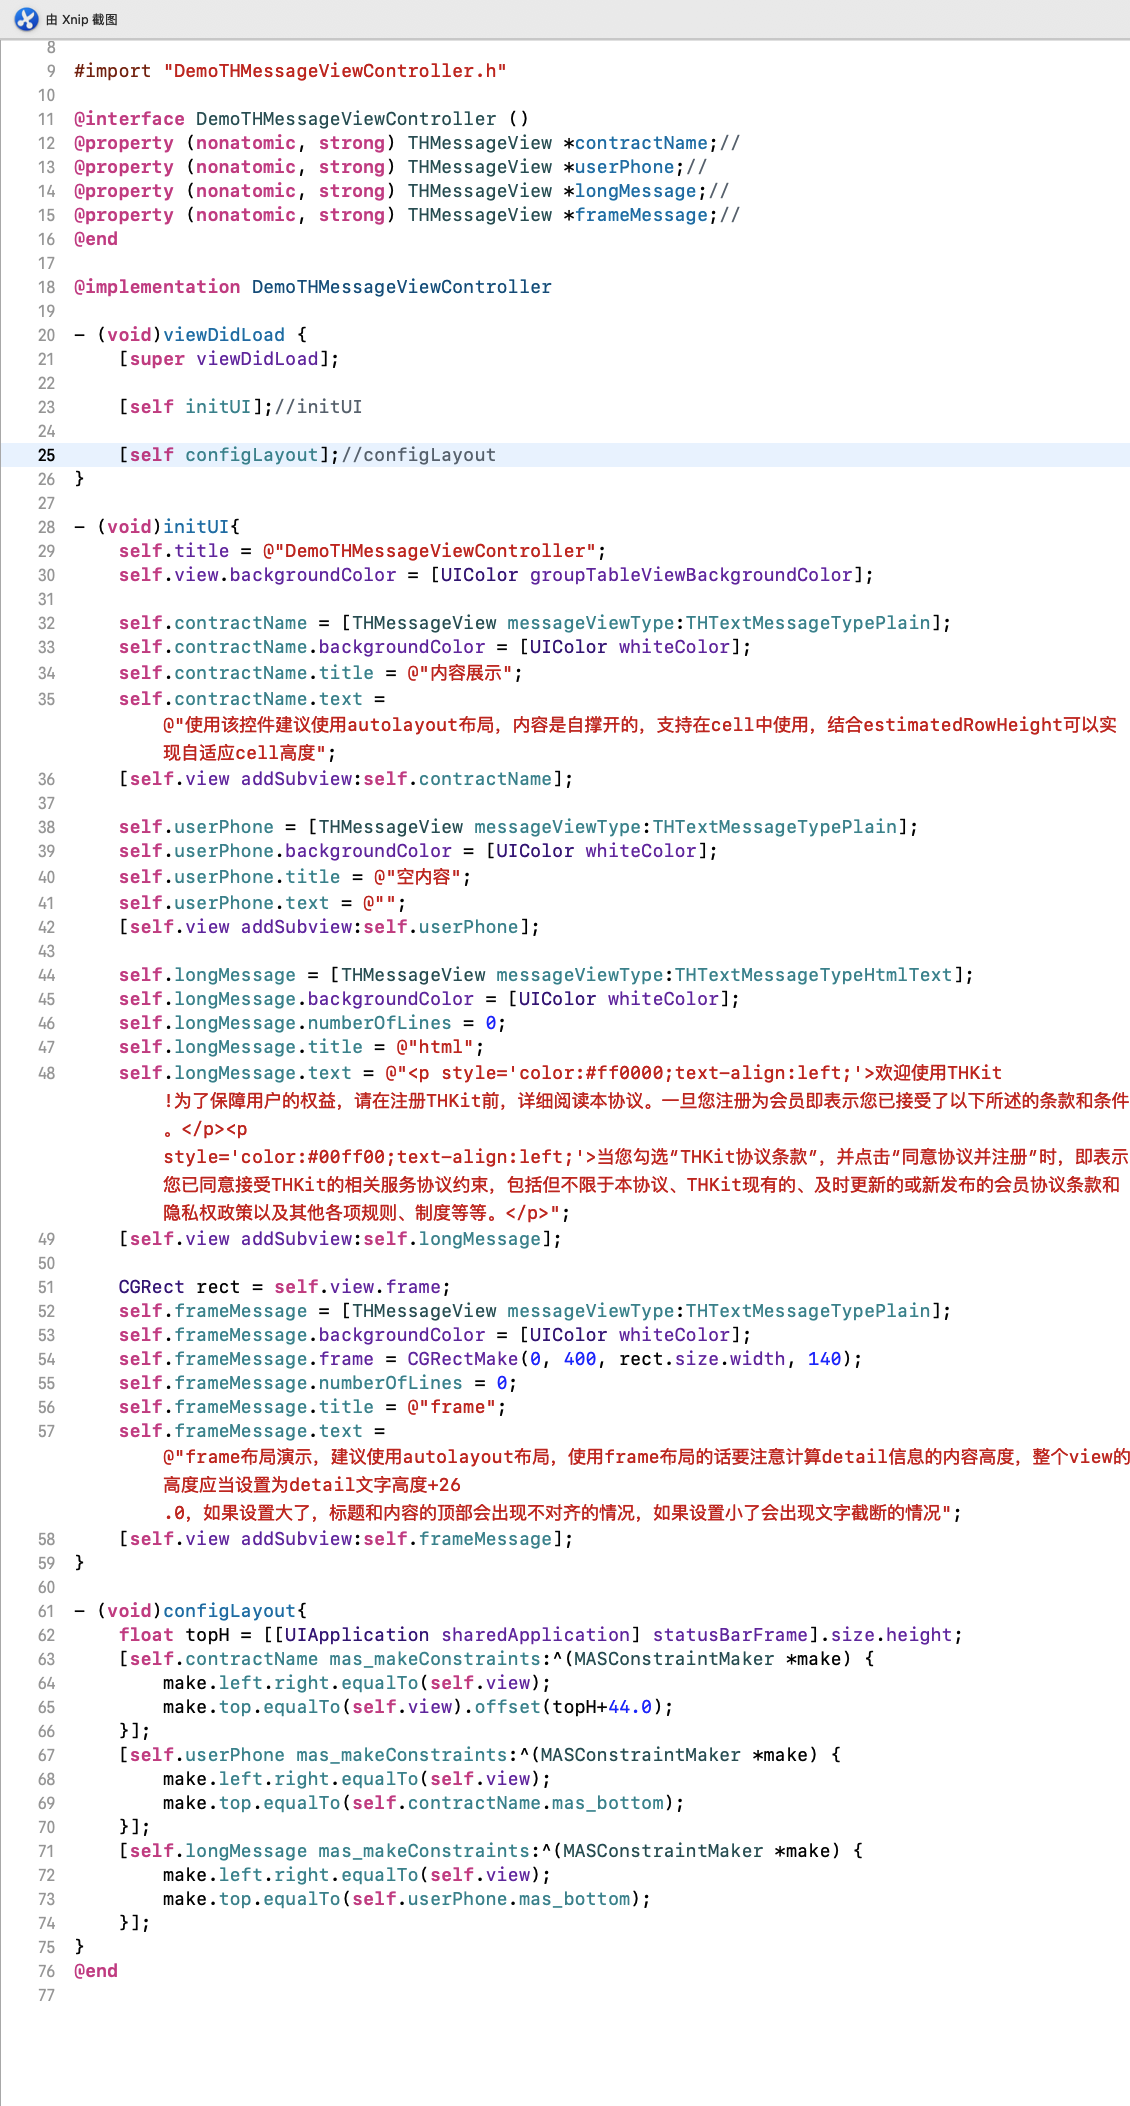 由 Xnip 截图
8
9 #import "DemoTHMessageViewController.h"
10
11 @interface DemoTHMessageViewController ()
12 @property (nonatomic, strong) THMessageView *contractName;//
13 @property (nonatomic, strong) THMessageView *userPhone;//
14 @property (nonatomic, strong) THMessageView *longMessage;//
15 @property (nonatomic, strong) THMessageView *frameMessage;//
16 @end
17
18 @implementation DemoTHMessageViewController
19
20 - (void)viewDidLoad {
21     [super viewDidLoad];
22
23     [self initUI];//initUI
24
25     [self configLayout];//configLayout
26 }
27
28 - (void)initUI{
29     self.title = @"DemoTHMessageViewController";
30     self.view.backgroundColor = [UIColor groupTableViewBackgroundColor];
31
32     self.contractName = [THMessageView messageViewType:THTextMessageTypePlain];
33     self.contractName.backgroundColor = [UIColor whiteColor];
34     self.contractName.title = @"内容展示";
35     self.contractName.text =
        @"使用该控件建议使用autolayout布局，内容是自撑开的，支持在cell中使用，结合estimatedRowHeight可以实
        现自适应cell高度";
36     [self.view addSubview:self.contractName];
37
38     self.userPhone = [THMessageView messageViewType:THTextMessageTypePlain];
39     self.userPhone.backgroundColor = [UIColor whiteColor];
40     self.userPhone.title = @"空内容";
41     self.userPhone.text = @"";
42     [self.view addSubview:self.userPhone];
43
44     self.longMessage = [THMessageView messageViewType:THTextMessageTypeHtmlText];
45     self.longMessage.backgroundColor = [UIColor whiteColor];
46     self.longMessage.numberOfLines = 0;
47     self.longMessage.title = @"html";
48     self.longMessage.text = @"<p style='color:#ff0000;text-align:left;'>欢迎使用THKit
        !为了保障用户的权益，请在注册THKit前，详细阅读本协议。一旦您注册为会员即表示您已接受了以下所述的条款和条件
        。</p><p
        style='color:#00ff00;text-align:left;'>当您勾选“THKit协议条款”，并点击“同意协议并注册”时，即表示
        您已同意接受THKit的相关服务协议约束，包括但不限于本协议、THKit现有的、及时更新的或新发布的会员协议条款和
        隐私权政策以及其他各项规则、制度等等。</p>";
49     [self.view addSubview:self.longMessage];
50
51     CGRect rect = self.view.frame;
52     self.frameMessage = [THMessageView messageViewType:THTextMessageTypePlain];
53     self.frameMessage.backgroundColor = [UIColor whiteColor];
54     self.frameMessage.frame = CGRectMake(0, 400, rect.size.width, 140);
55     self.frameMessage.numberOfLines = 0;
56     self.frameMessage.title = @"frame";
57     self.frameMessage.text =
        @"frame布局演示，建议使用autolayout布局，使用frame布局的话要注意计算detail信息的内容高度，整个view的
        高度应当设置为detail文字高度+26
        .0，如果设置大了，标题和内容的顶部会出现不对齐的情况，如果设置小了会出现文字截断的情况";
58     [self.view addSubview:self.frameMessage];
59 }
60
61 - (void)configLayout{
62     float topH = [[UIApplication sharedApplication] statusBarFrame].size.height;
63     [self.contractName mas_makeConstraints:^(MASConstraintMaker *make) {
64         make.left.right.equalTo(self.view);
65         make.top.equalTo(self.view).offset(topH+44.0);
66     }];
67     [self.userPhone mas_makeConstraints:^(MASConstraintMaker *make) {
68         make.left.right.equalTo(self.view);
69         make.top.equalTo(self.contractName.mas_bottom);
70     }];
71     [self.longMessage mas_makeConstraints:^(MASConstraintMaker *make) {
72         make.left.right.equalTo(self.view);
73         make.top.equalTo(self.userPhone.mas_bottom);
74     }];
75 }
76 @end
77